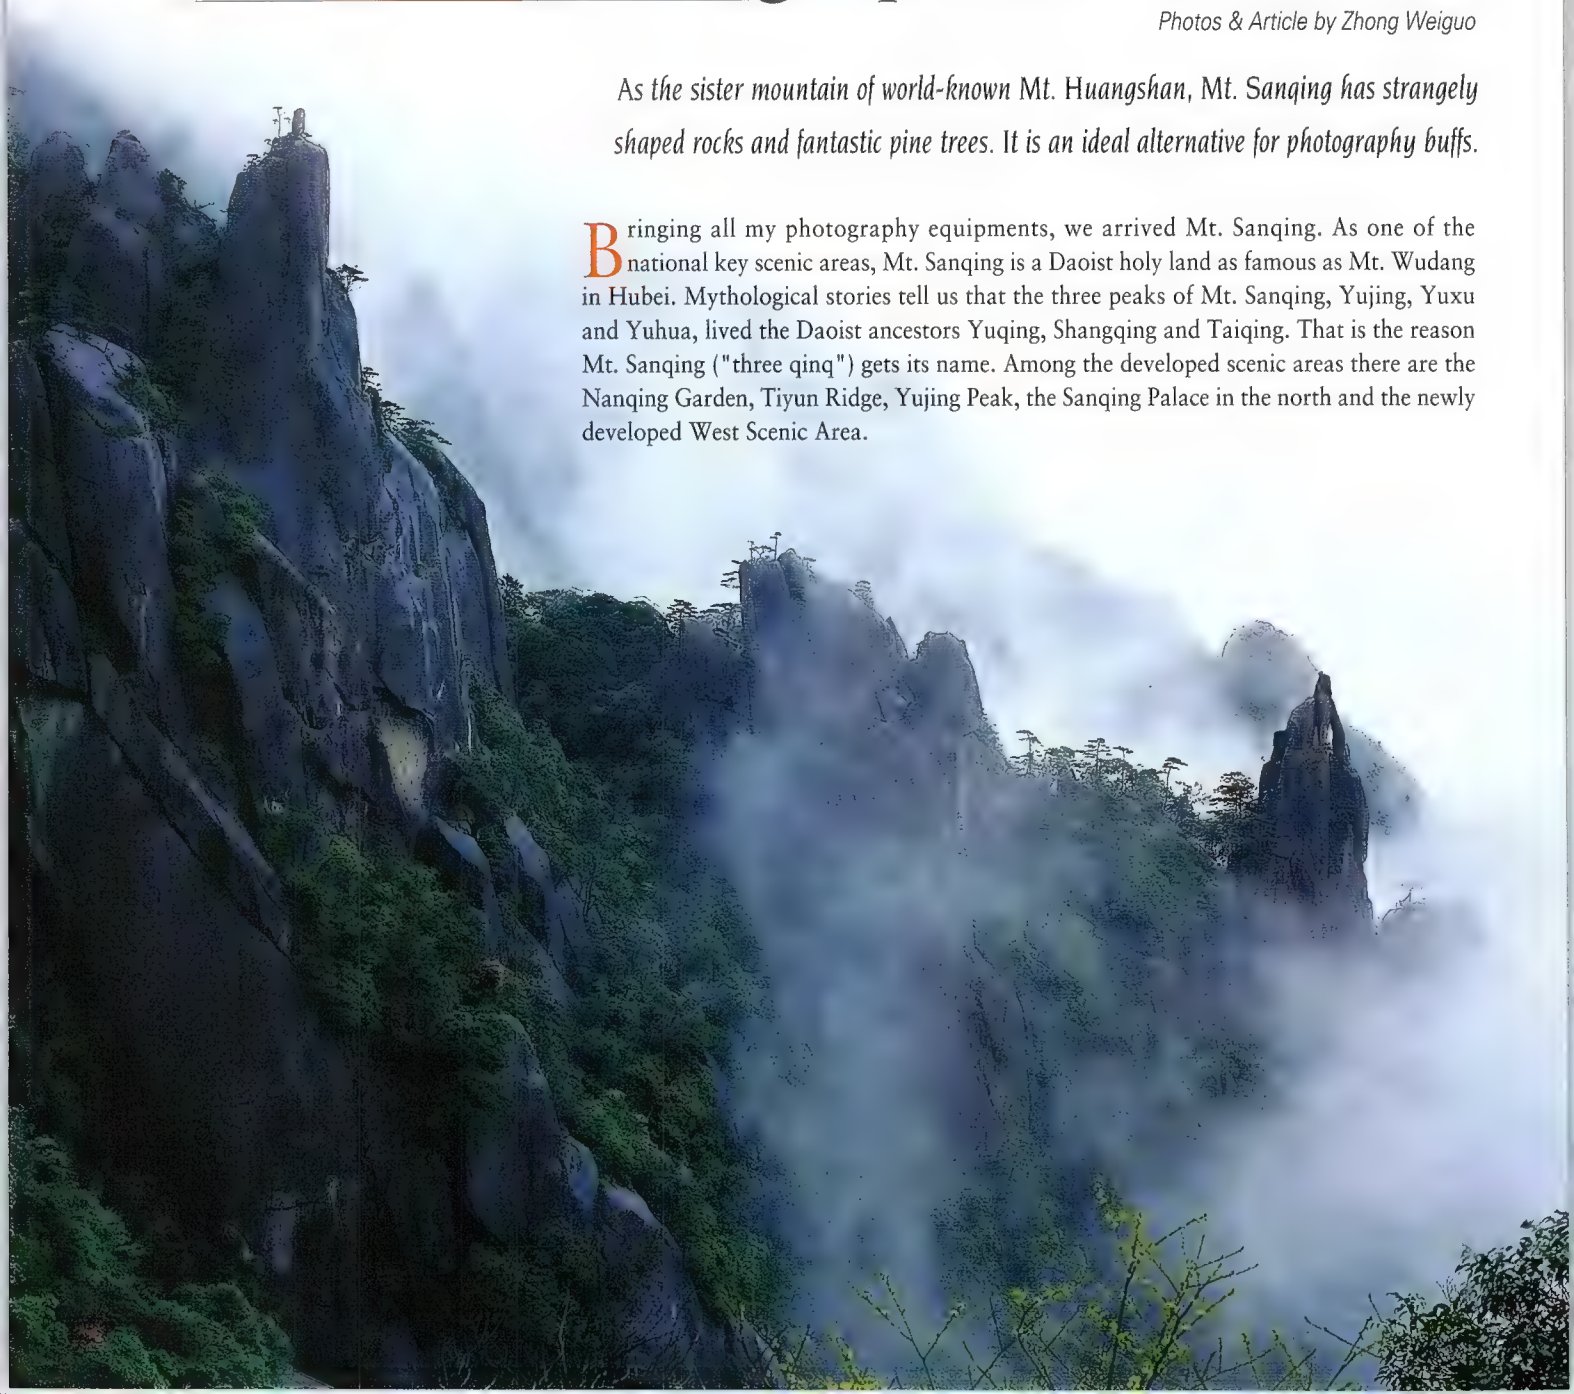 Photos & Article by Zhong Weiguo
As the sister mountain of world-known Mt. Huangshan, Mt. Sanqing has strangely
shaped rocks and fantastic pine trees. It is an ideal alternative for photography buffs.
Bringing all my photography equipments, we arrived Mt. Sanqing. As one of the
national key scenic areas, Mt. Sanqing is a Daoist holy land as famous as Mt. Wudang
in Hubei. Mythological stories tell us that the three peaks of Mt. Sanqing, Yujing, Yuxu
and Yuhua, lived the Daoist ancestors Yuqing, Shangqing and Taiqing. That is the reason
Mt. Sanqing ("three qinq") gets its name. Among the developed scenic areas there are the
Nanqing Garden, Tiyun Ridge, Yujing Peak, the Sanqing Palace in the north and the newly
developed West Scenic Area.